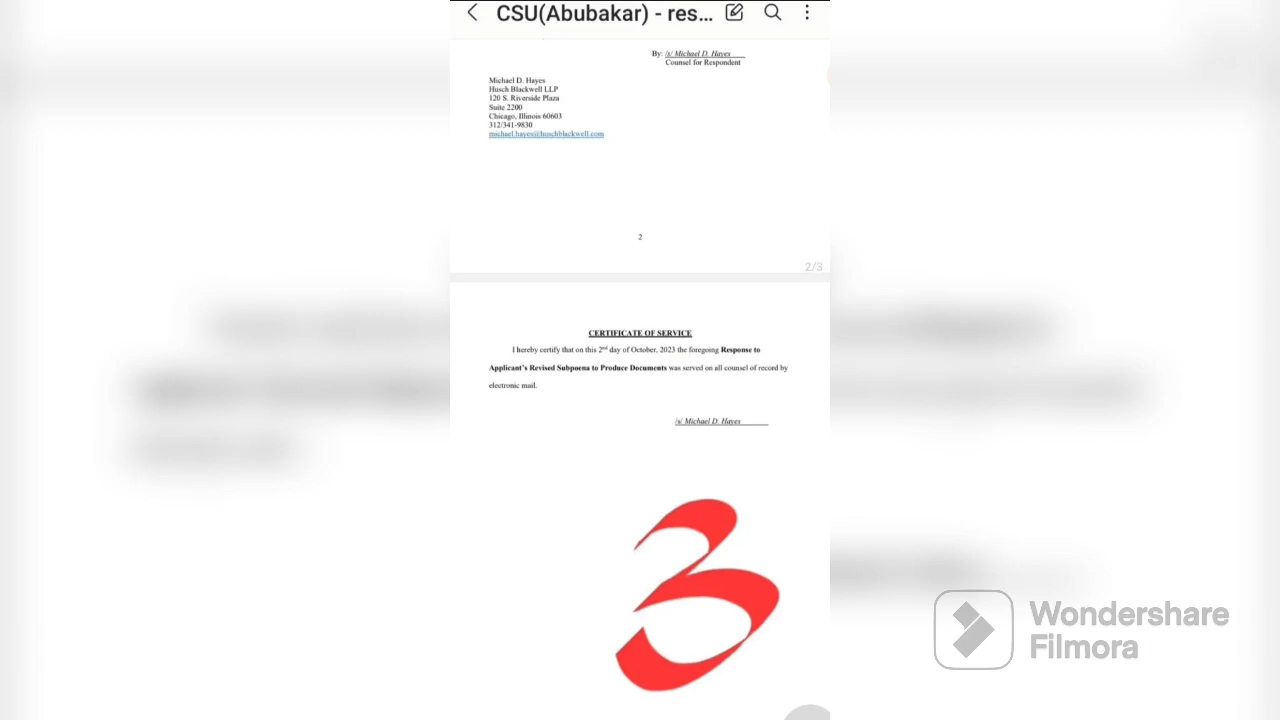 CSU(Abubakar) - res...
By: /s/ Michael D. Hayes
Counsel for Respondent
Michael D. Hayes
Husch Blackwell LLP
120 S. Riverside Plaza
Suite 2200
Chicago, Illinois 60603
312/341-9830
michael.hayes@huschblackwell.com
2
2/3
CERTIFICATE OF SERVICE
I hereby certify that on this 2nd day of October, 2023 the foregoing Response to
Applicant's Revised Subpoena to Produce Documents was served on all counsel of record by
electronic mail.
/s/ Michael D. Hayes
3
Wondershare
Filmora